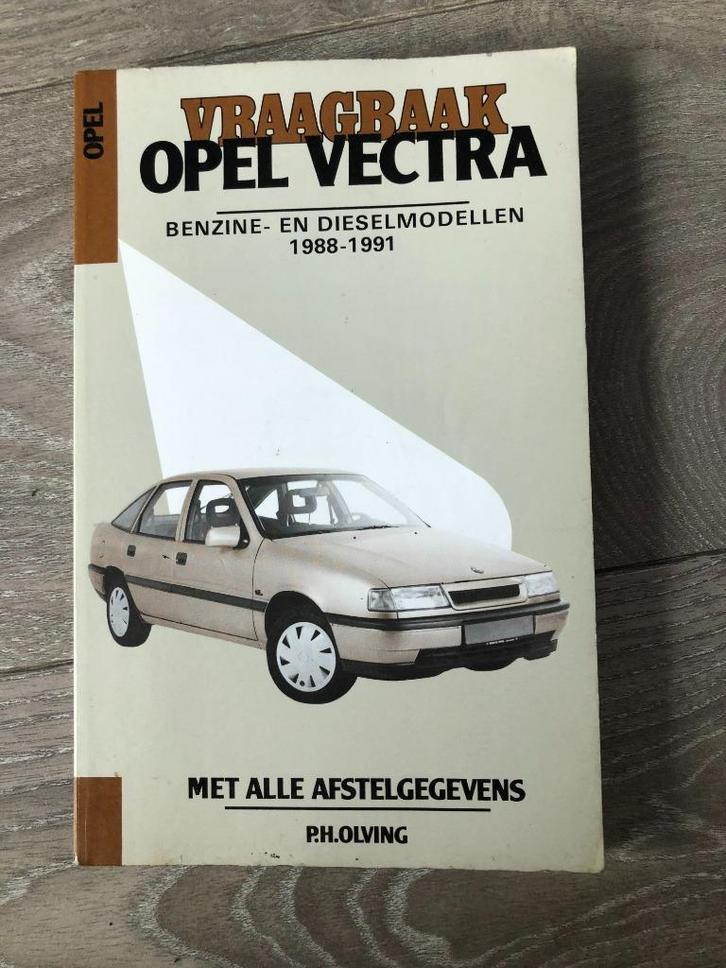 OPEL
VRAAGBAAK
OPEL VECTRA
BENZINE- EN DIESELMODELLEN
1988-1991
MET ALLE AFSTELGEGEVENS
P.H.OLVING